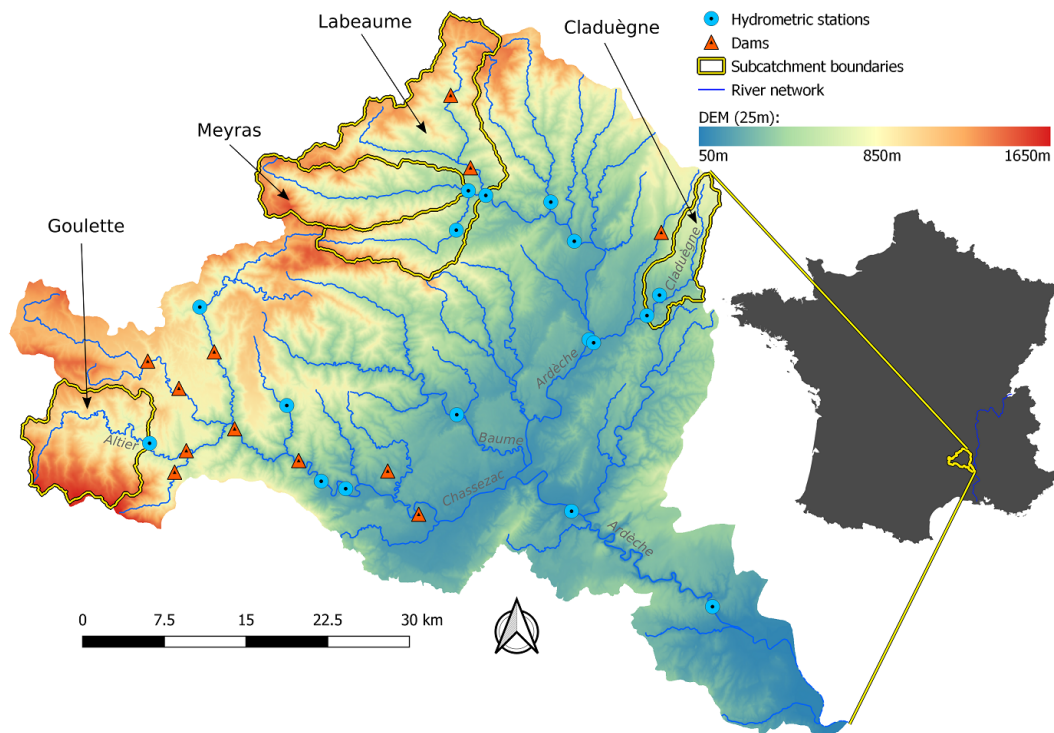 Labeaume
Claduègne
Meyras
Goulette
Hydrometric stations
Dams
Subcatchment boundaries
River network
DEM (25m):
50m 850m 1650m
Claduègne
Ardèche
Altier
Baume
Chassezac
Ardèche
0 7.5 15 22.5 30 km